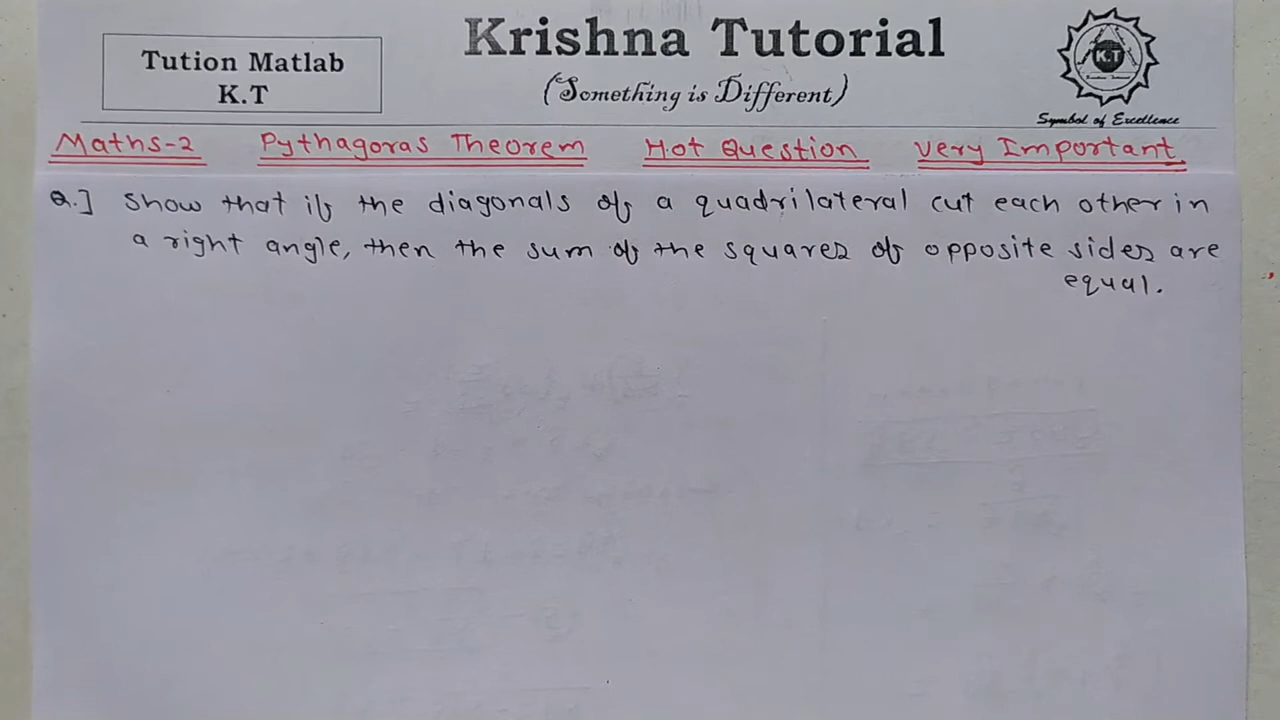 Tution Matlab
K.T
Krishna Tutorial
(Something is Different)
K.T
Symbol of Excellence
Maths-2 Pythagoras Theorem Hot Question Very Important
Q.] Show that if the diagonals of a quadrilateral cut each other in
a right angle, then the sum of the squares of opposite sides are
equal.